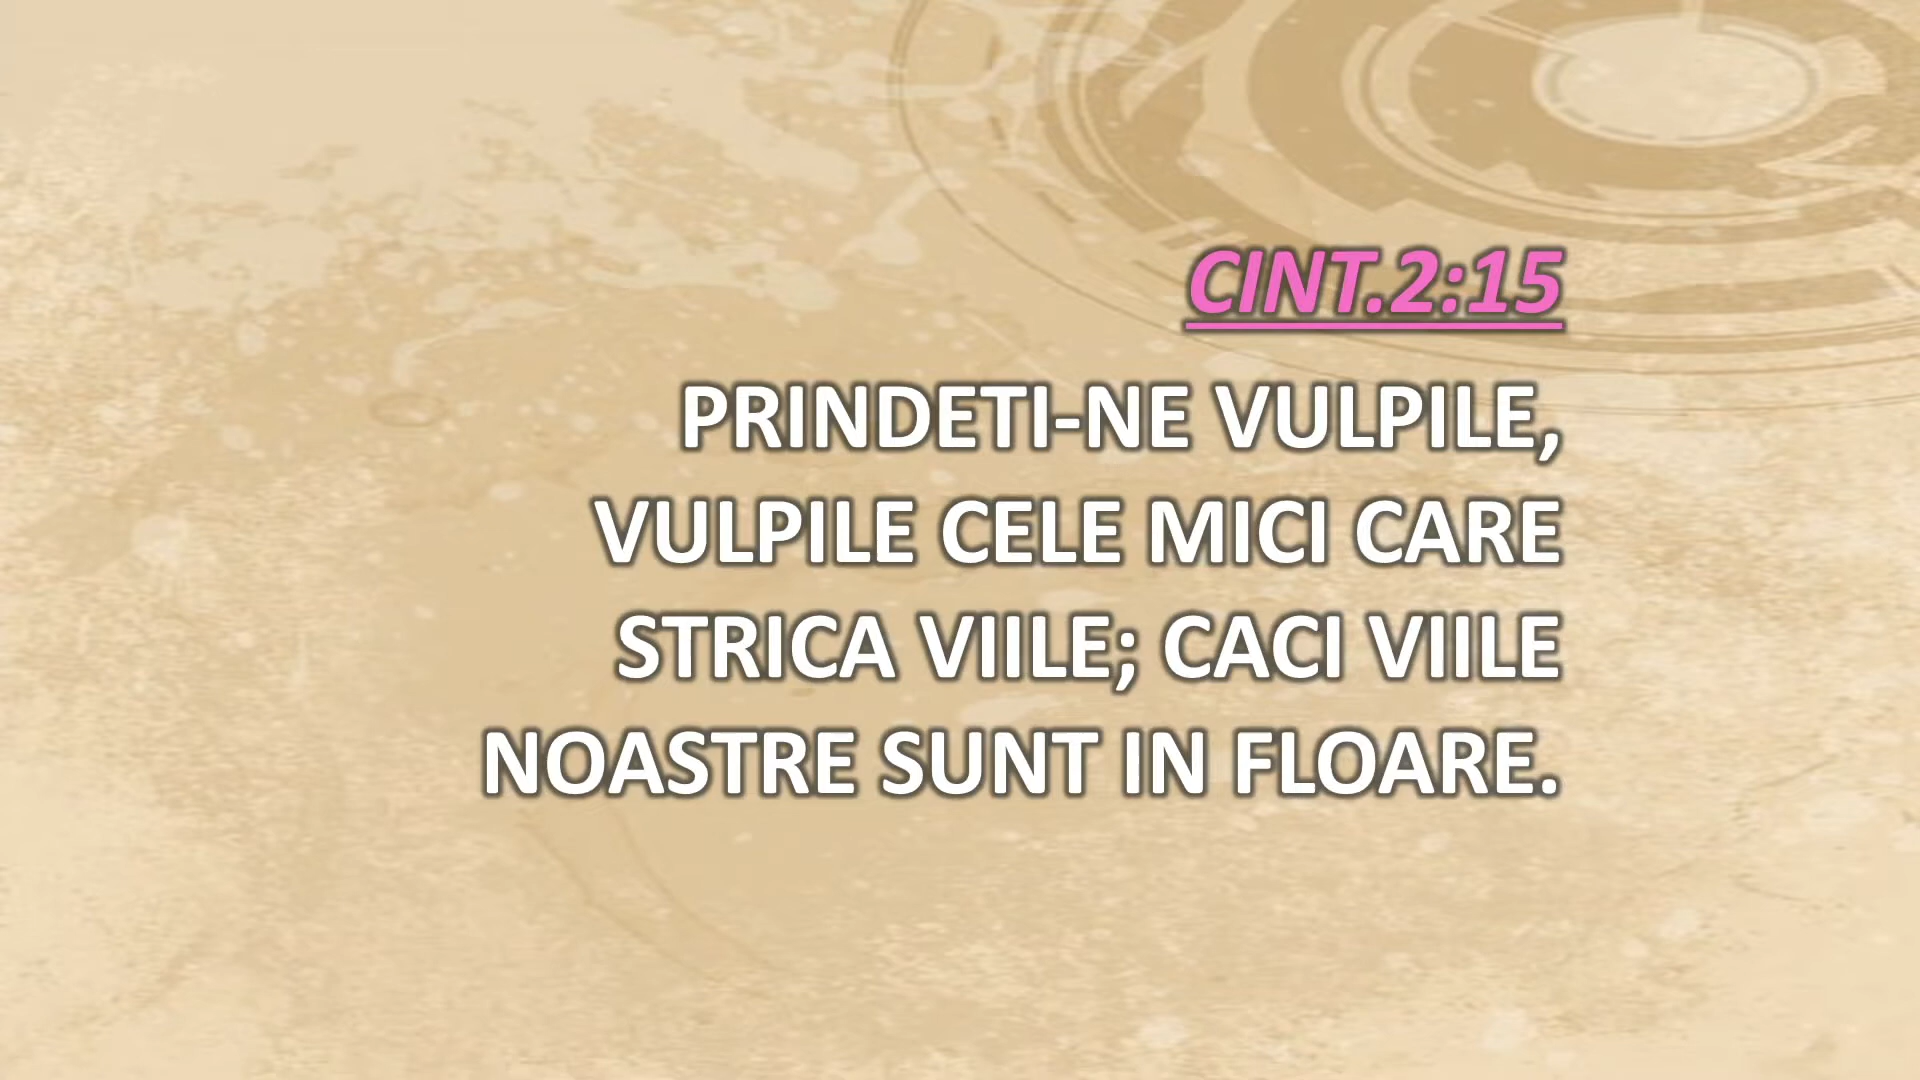 CINT.2:15
PRINDETI-NE VULPILE,
VULPILE CELE MICI CARE
STRICA VIILE; CACI VIILE
NOASTRE SUNT IN FLOARE.